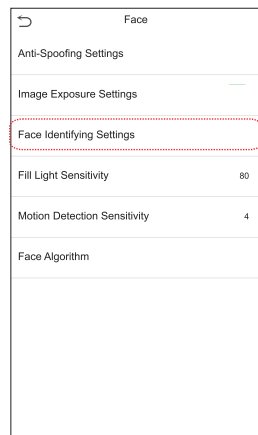 Face
Anti-Spoofing Settings
Image Exposure Settings
Face Identifying Settings
Fill Light Sensitivity 80
Motion Detection Sensitivity 4
Face Algorithm